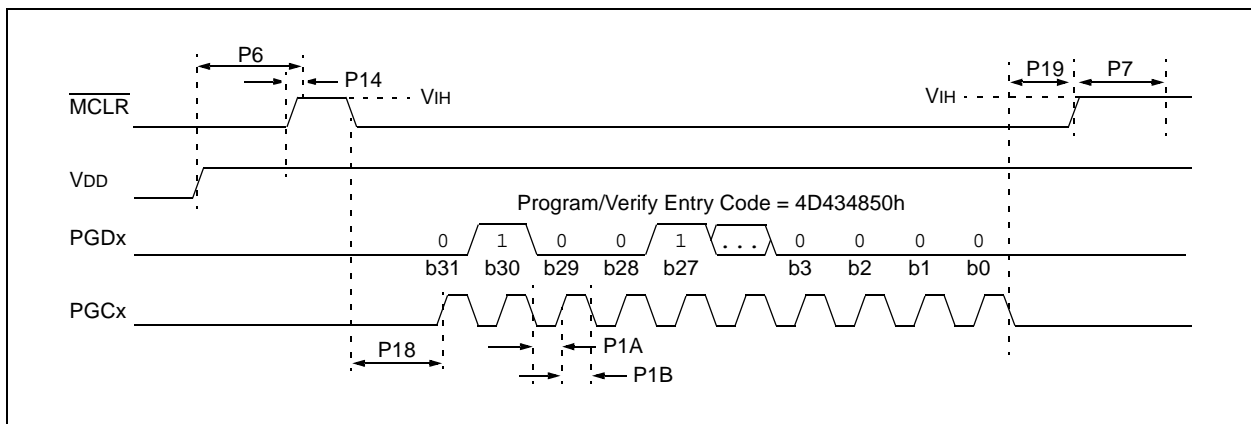 P6
P14
P19
P7
MCLR
VIH
VIH
VDD
Program/Verify Entry Code = 4D434850h
PGDx
0 1 0 0 1 ... 0 0 0 0
b31 b30 b29 b28 b27 b3 b2 b1 b0
PGCx
P18
P1A
P1B